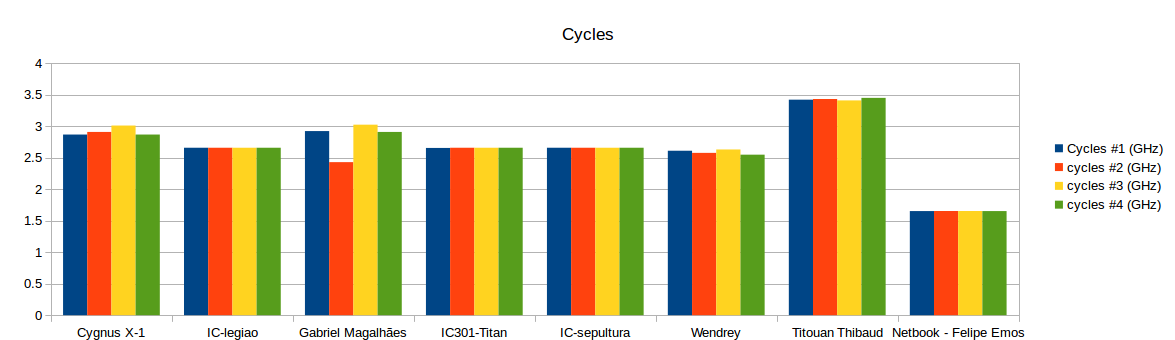 Cycles
4
3.5
3
2.5
2
1.5
1
0.5
0
Cygnus X-1 IC-legiao Gabriel Magalhães IC301-Titan IC-sepultura Wendrey Titouan Thibaud Netbook - Felipe Emos
Cycles #1 (GHz)
cycles #2 (GHz)
cycles #3 (GHz)
cycles #4 (GHz)